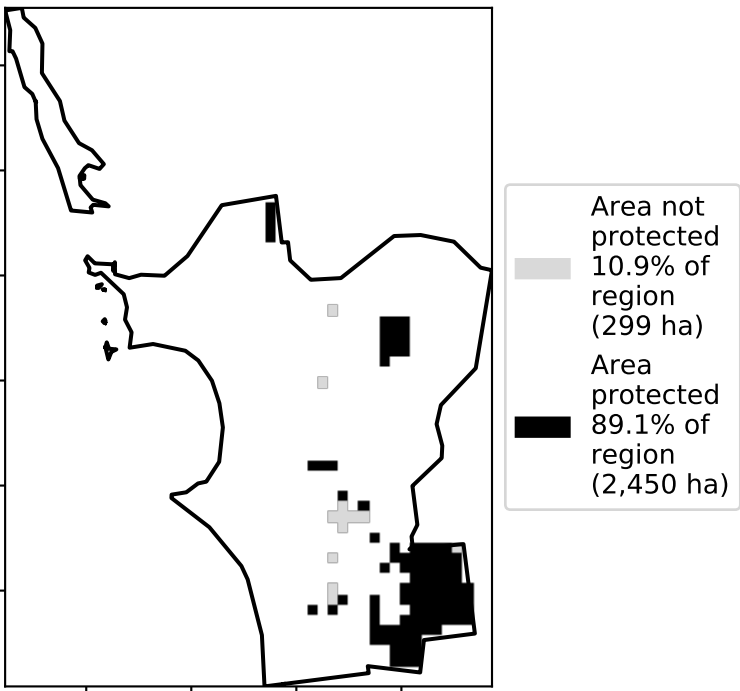 Area not
protected
10.9% of
region
(299 ha)
Area
protected
89.1% of
region
(2,450 ha)